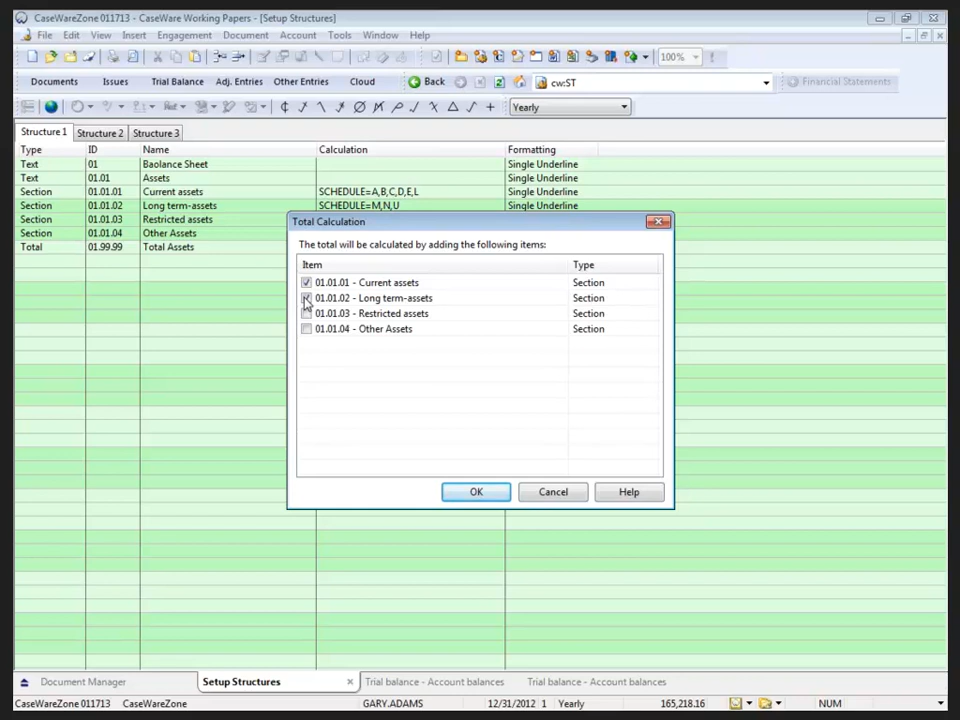 CaseWareZone 011713 - CaseWare Working Papers - [Setup Structures]
File Edit View Insert Engagement Document Account Tools Window Help
100%
Documents Issues Trial Balance Adj. Entries Other Entries Cloud Back cw:ST Financial Statements
Yearly
Structure 1 Structure 2 Structure 3
Type ID Name Calculation Formatting
Text 01 Baolance Sheet Single Underline
Text 01.01 Assets Single Underline
Section 01.01.01 Current assets SCHEDULE=A,B,C,D,E,L Single Underline
Section 01.01.02 Long term-assets SCHEDULE=M,N,U Single Underline
Section 01.01.03 Restricted assets
Section 01.01.04 Other Assets
Total 01.99.99 Total Assets
Total Calculation
The total will be calculated by adding the following items:
Item Type
01.01.01 - Current assets Section
01.01.02 - Long term-assets Section
01.01.03 - Restricted assets Section
01.01.04 - Other Assets Section
OK Cancel Help
Document Manager Setup Structures Trial balance - Account balances Trial balance - Account balances
CaseWareZone 011713 CaseWareZone GARY.ADAMS 12/31/2012 1 Yearly 165,218.16 NUM